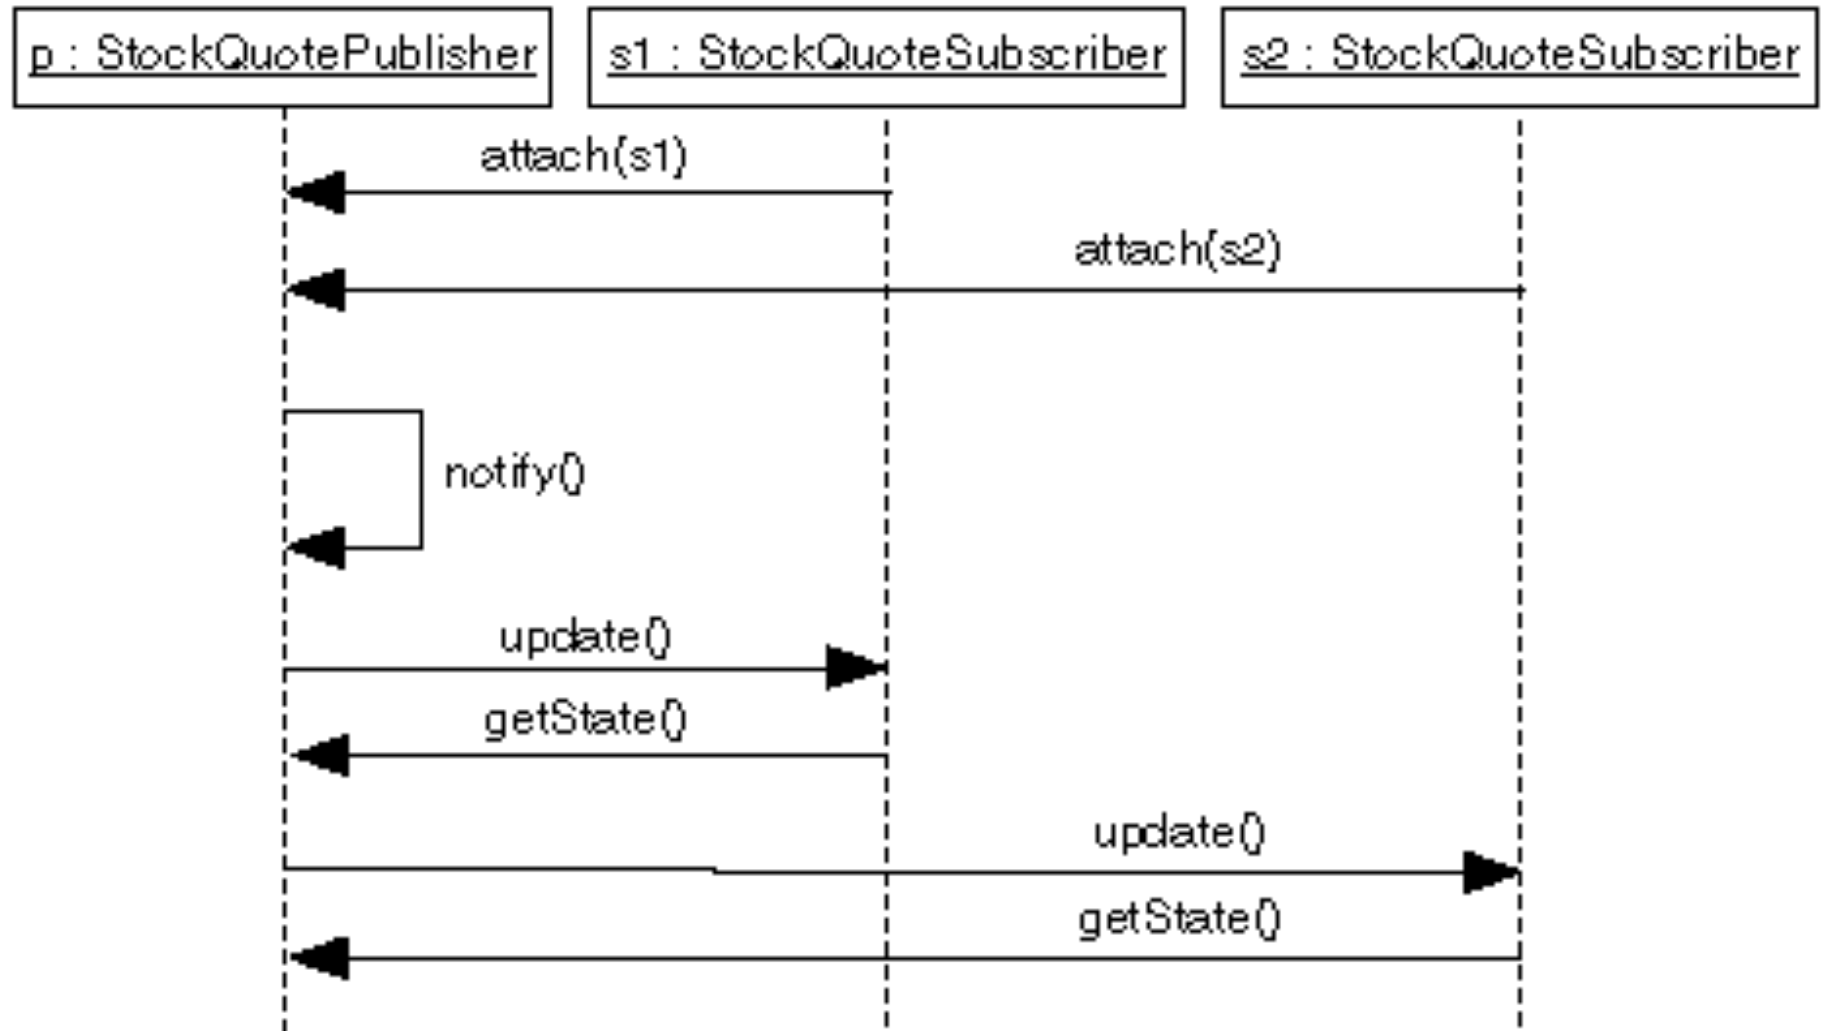 p : StockQuotePublisher
s1 : StockQuoteSubscriber
s2 : StockQuoteSubscriber
attach(s1)
attach(s2)
notify()
update()
getState()
update()
getState()